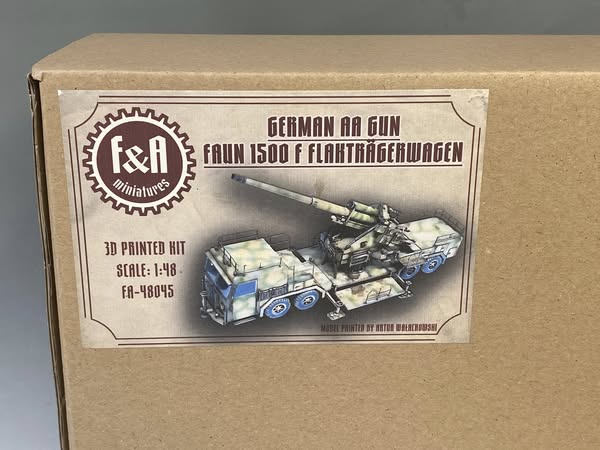 F&A
miniatures
GERMAN AA GUN
FAUN 1500 F FLAKTRÄGERWAGEN
3D PRINTED KIT
SCALE: 1:48
FA-48045
MODEL PAINTED BY ARTUR WAŁACHOWSKI